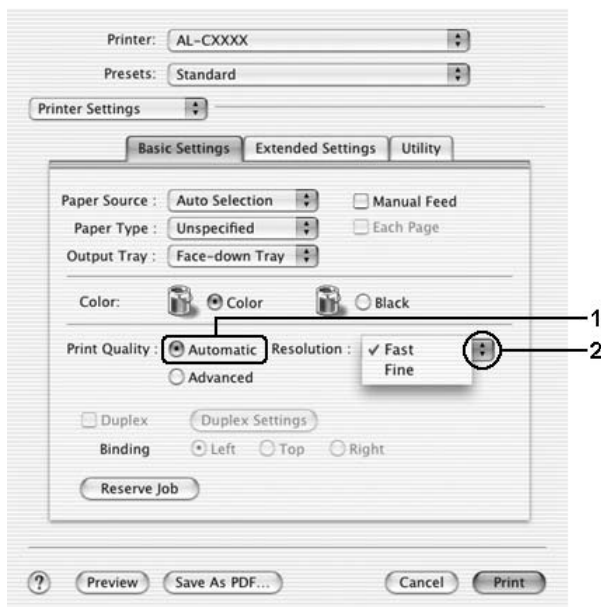 Printer: AL-CXXXX
Presets: Standard
Printer Settings
Basic Settings Extended Settings Utility
Paper Source : Auto Selection Manual Feed
Paper Type : Unspecified Each Page
Output Tray : Face-down Tray
Color: Color Black
1
Print Quality : Automatic Resolution : ✓ Fast 2
Fine
Advanced
Duplex Duplex Settings
Binding Left Top Right
Reserve Job
? Preview Save As PDF... Cancel Print